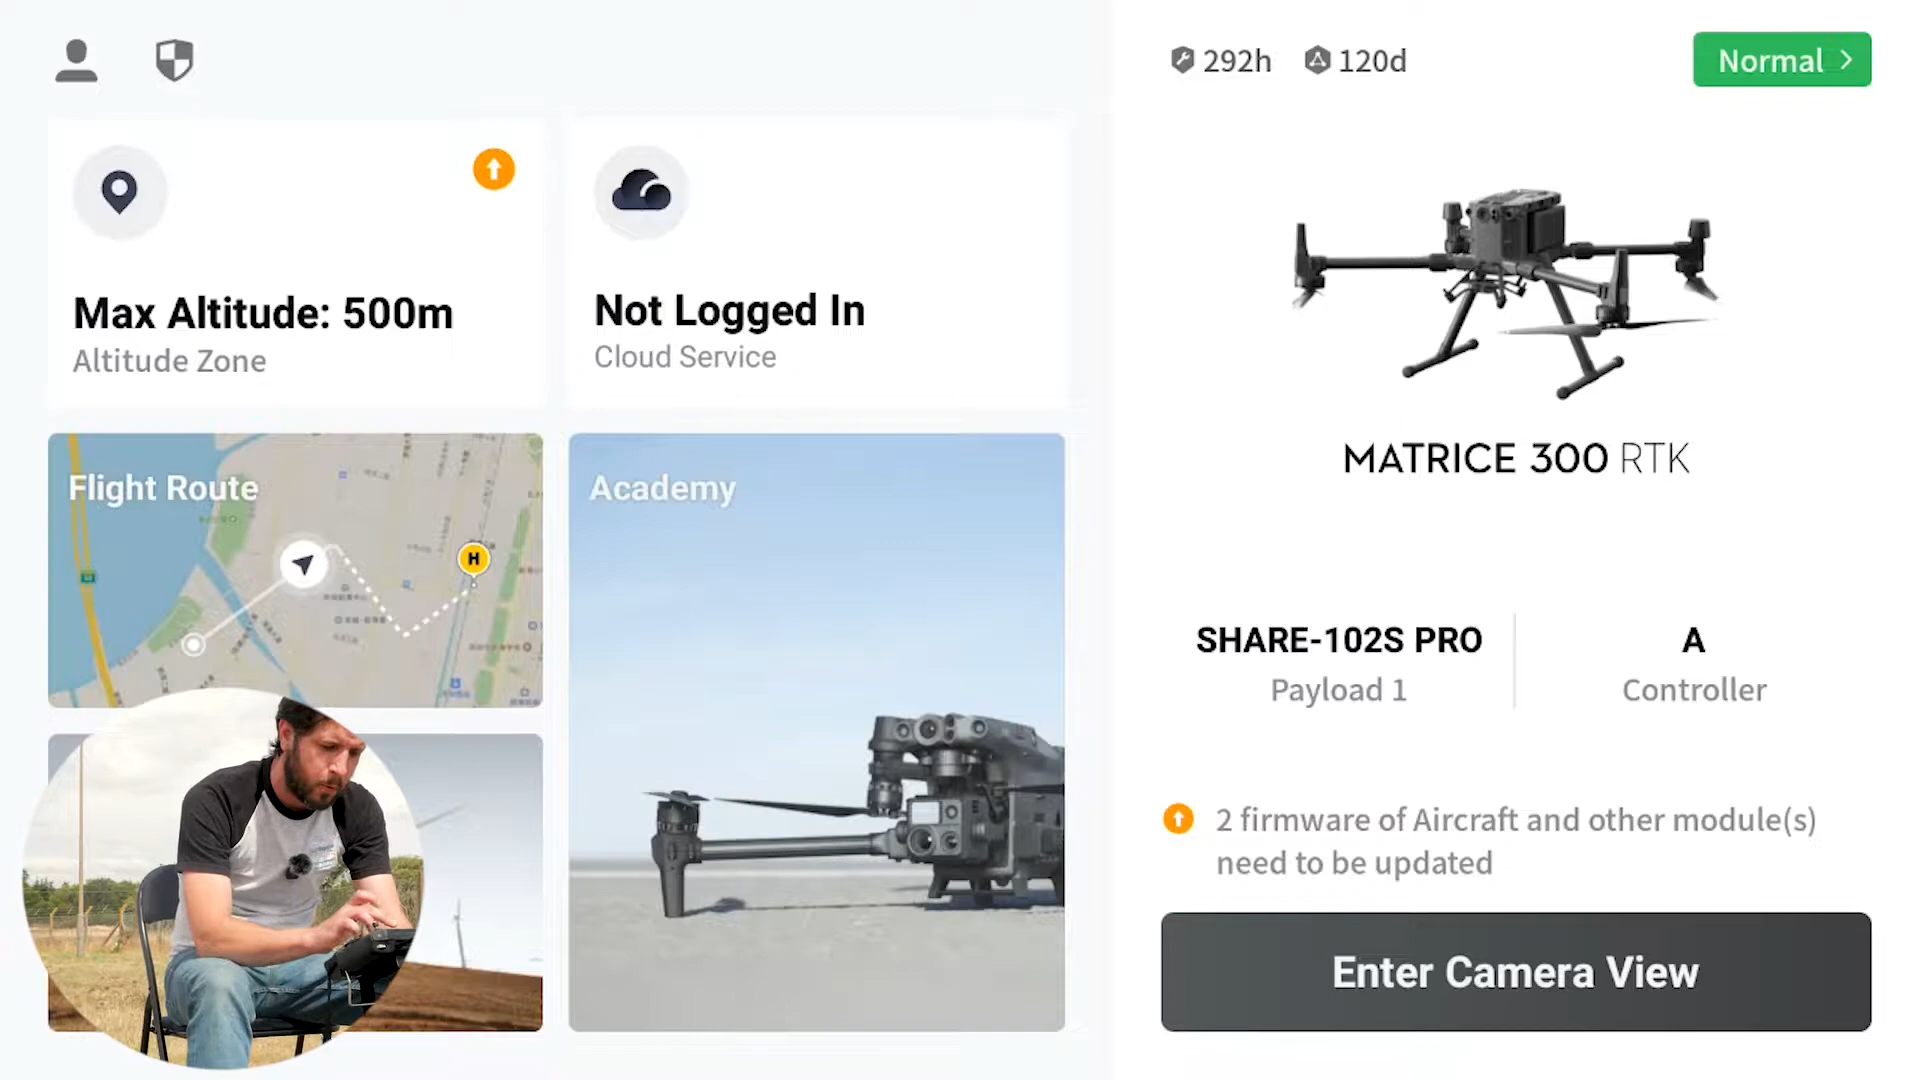 292h
120d
Normal
Max Altitude: 500m
Altitude Zone
Not Logged In
Cloud Service
Flight Route
H
Academy
MATRICE 300 RTK
SHARE-102S PRO
Payload 1
A
Controller
2 firmware of Aircraft and other module(s)
need to be updated
Enter Camera View